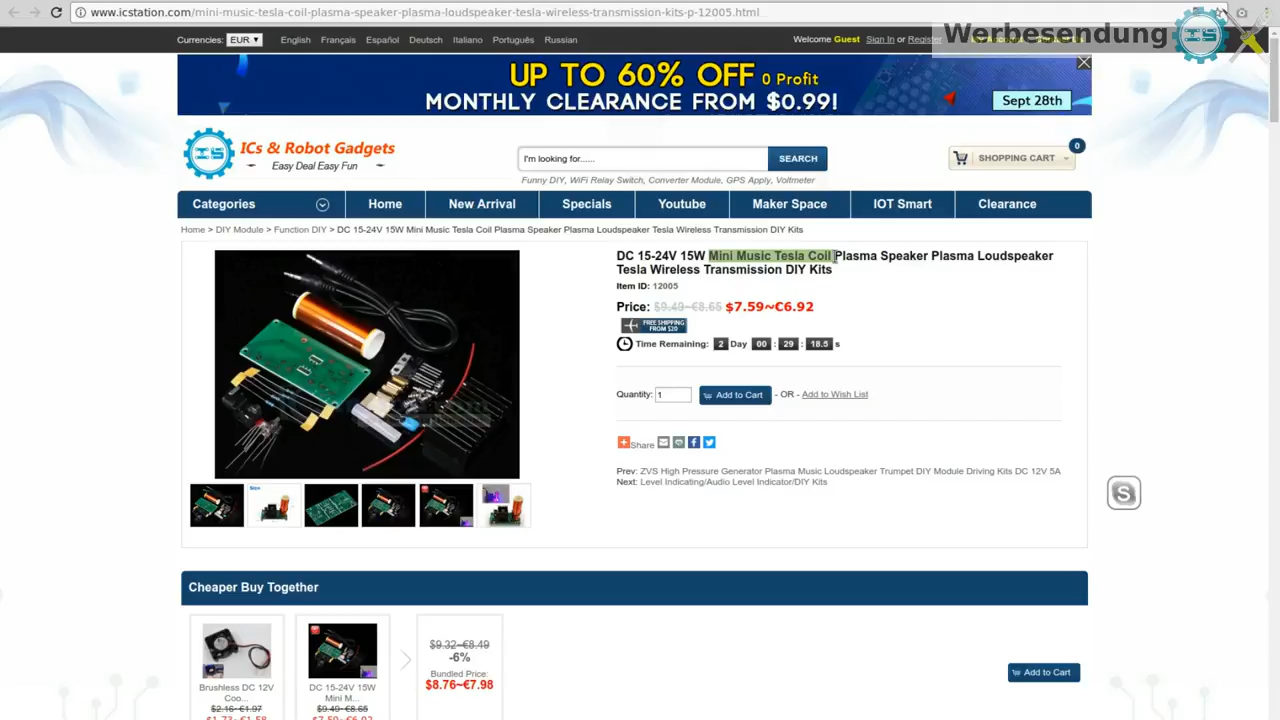 www.icstation.com/mini-music-tesla-coil-plasma-speaker-plasma-loudspeaker-tesla-wireless-transmission-kits-p-12005.html
Currencies: EUR English Français Español Deutsch Italiano Português Russian
Welcome Guest Sign In or Register
Werbesendung
UP TO 60% OFF 0 Profit
MONTHLY CLEARANCE FROM $0.99!
Sept 28th
ICs & Robot Gadgets
Easy Deal Easy Fun
I'm looking for......
SEARCH
SHOPPING CART
0
Funny DIY, WiFi Relay Switch, Converter Module, GPS Apply, Voltmeter
Categories Home New Arrival Specials Youtube Maker Space IOT Smart Clearance
Home > DIY Module > Function DIY > DC 15-24V 15W Mini Music Tesla Coil Plasma Speaker Plasma Loudspeaker Tesla Wireless Transmission DIY Kits
DC 15-24V 15W Mini Music Tesla Coil Plasma Speaker Plasma Loudspeaker
Tesla Wireless Transmission DIY Kits
Item ID: 12005
Price: $9.49~€8.65 $7.59~€6.92
FREE SHIPPING
FROM $20
Time Remaining: 2 Day 00 : 29 : 18.5 s
Quantity: 1 Add to Cart - OR - Add to Wish List
Share
Prev: ZVS High Pressure Generator Plasma Music Loudspeaker Trumpet DIY Module Driving Kits DC 12V 5A
Next: Level Indicating/Audio Level Indicator/DIY Kits
S
Cheaper Buy Together
Brushless DC 12V
Coo...
$2.16~€1.97
$1.73~€1.58
DC 15-24V 15W
Mini M...
$9.49~€8.65
$7.59~€6.92
$9.32~€8.49
-6%
Bundled Price:
$8.76~€7.98
Add to Cart